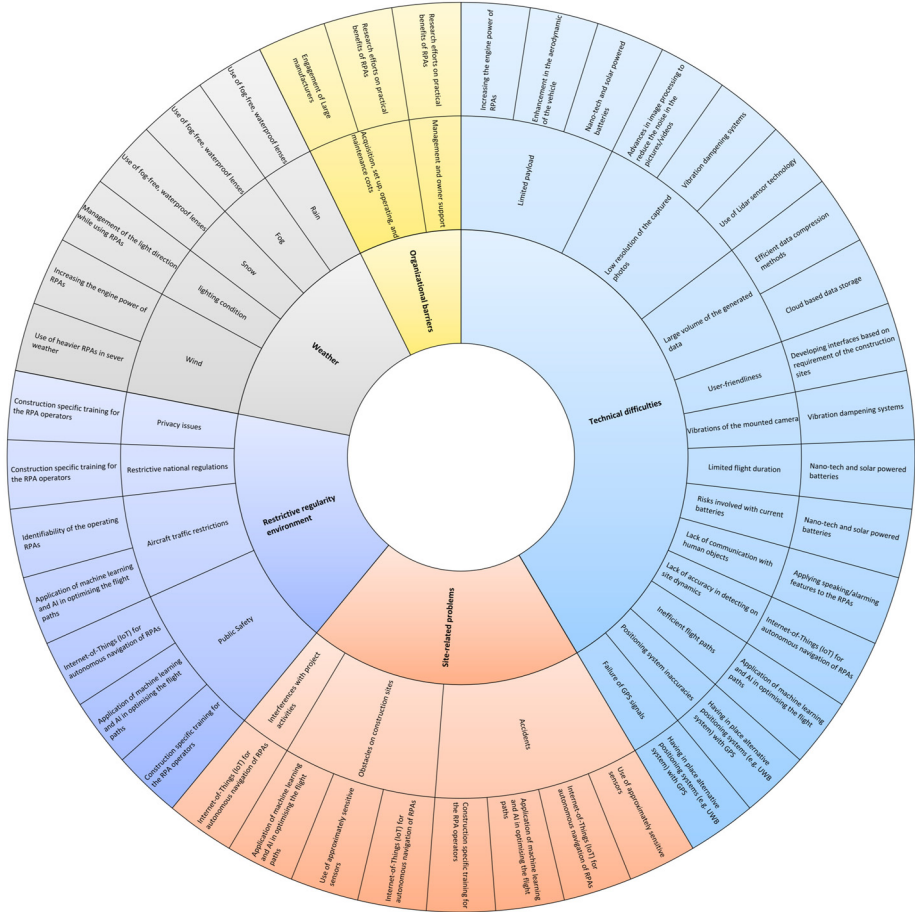 Technical difficulties
Limited payload
Increasing the engine power of
RPAs
Enhancement in the aerodynamic
of the vehicle
Nano-tech and solar powered
batteries
Low resolution of the captured
photos
Advances in image processing to
reduce the noise in the
pictures/videos
Vibration dampening systems
Use of Lidar sensor technology
Large volume of the generated
data
Efficient data compression
methods
Cloud based data storage
User-friendliness
Developing interfaces based on
requirement of the construction
sites
Vibrations of the mounted camera
Vibration dampening systems
Limited flight duration
Nano-tech and solar powered
batteries
Risks involved with current
batteries
Nano-tech and solar powered
batteries
Lack of communication with
human objects
Applying speaking/alarming
features to the RPAs
Lack of accuracy in detecting on
site dynamics
Internet-of-Things (IoT) for
autonomous navigation of RPAs
Inefficient flight paths
Application of machine learning
and AI in optimising the flight
paths
Positioning system inaccuracies
Having in place alternative
positioning systems (e.g. UWB
system) with GPS
Failure of GPS signals
Having in place alternative
positioning systems (e.g. UWB
system) with GPS
Site-related problems
Accidents
Use of approximately sensitive
sensors
Internet-of-Things (IoT) for
autonomous navigation of RPAs
Application of machine learning
and AI in optimising the flight
paths
Construction specific training for
the RPA operators
Obstacles on construction sites
Internet-of-Things (IoT) for
autonomous navigation of RPAs
Use of approximately sensitive
sensors
Application of machine learning
and AI in optimising the flight
paths
Interferences with project
activities
Internet-of-Things (IoT) for
autonomous navigation of RPAs
Restrictive regularity
environment
Public Safety
Construction specific training for
the RPA operators
Application of machine learning
and AI in optimising the flight
paths
Internet-of-Things (IoT) for
autonomous navigation of RPAs
Application of machine learning
and AI in optimising the flight
paths
Aircraft traffic restrictions
Identifiability of the operating
RPAs
Restrictive national regulations
Construction specific training for
the RPA operators
Privacy issues
Construction specific training for
the RPA operators
Weather
Wind
Use of heavier RPAs in sever
weather
Increasing the engine power of
RPAs
lighting condition
Management of the light direction
while using RPAs
Snow
Use of fog-free, waterproof lenses
Fog
Use of fog-free, waterproof lensej
Rain
Use of fog-free, waterproof lensej
Organizational barriers
Acquisition, set up, operating, and
maintenance costs
Engagement of Large
manufacturers
Research efforts on practical
benefits of RPAs
Management and owner support
Research efforts on practical
benefits of RPAs